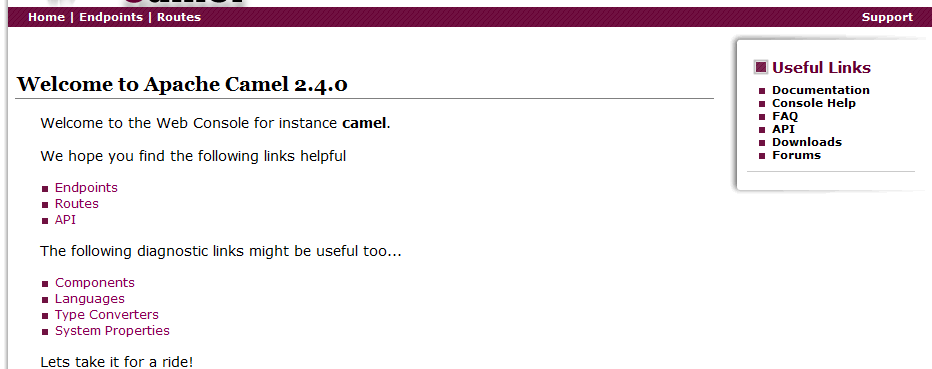 Home | Endpoints | Routes
Support
Welcome to Apache Camel 2.4.0
Welcome to the Web Console for instance camel.
We hope you find the following links helpful
Endpoints
Routes
API
The following diagnostic links might be useful too...
Components
Languages
Type Converters
System Properties
Lets take it for a ride!
Useful Links
Documentation
Console Help
FAQ
API
Downloads
Forums